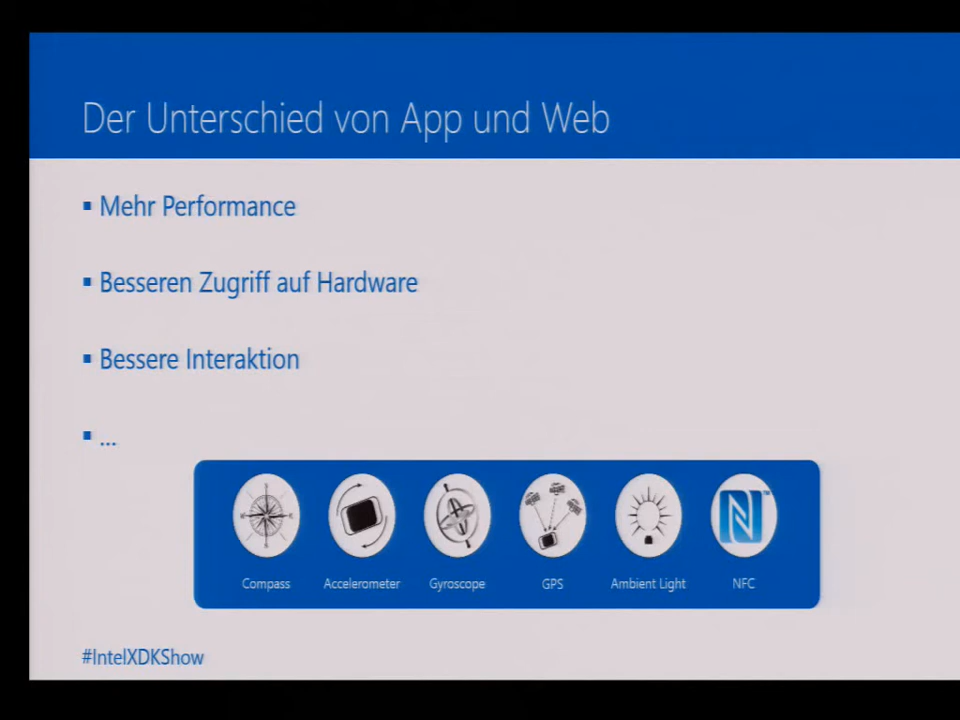 Der Unterschied von App und Web
▪ Mehr Performance
▪ Besseren Zugriff auf Hardware
▪ Bessere Interaktion
▪ ...
Compass Accelerometer Gyroscope GPS Ambient Light NFC
#IntelXDKShow